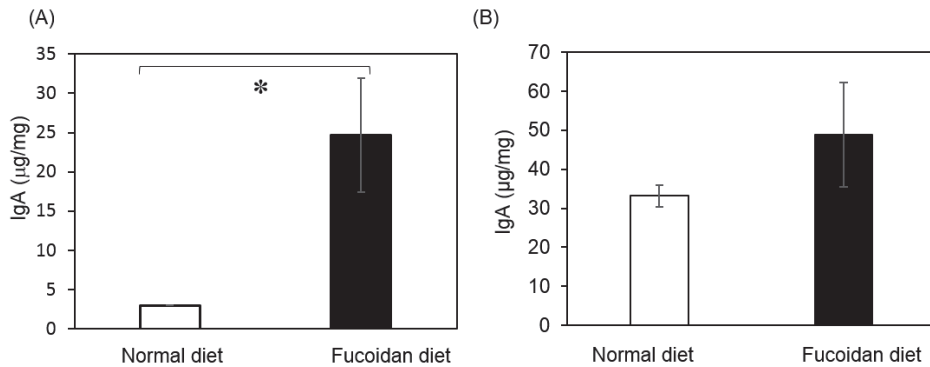 (A)
35
30
25
20
15
10
5
0
IgA (μg/mg)
*
Normal diet
Fucoidan diet
(B)
70
60
50
40
30
20
10
0
IgA (μg/mg)
Normal diet
Fucoidan diet